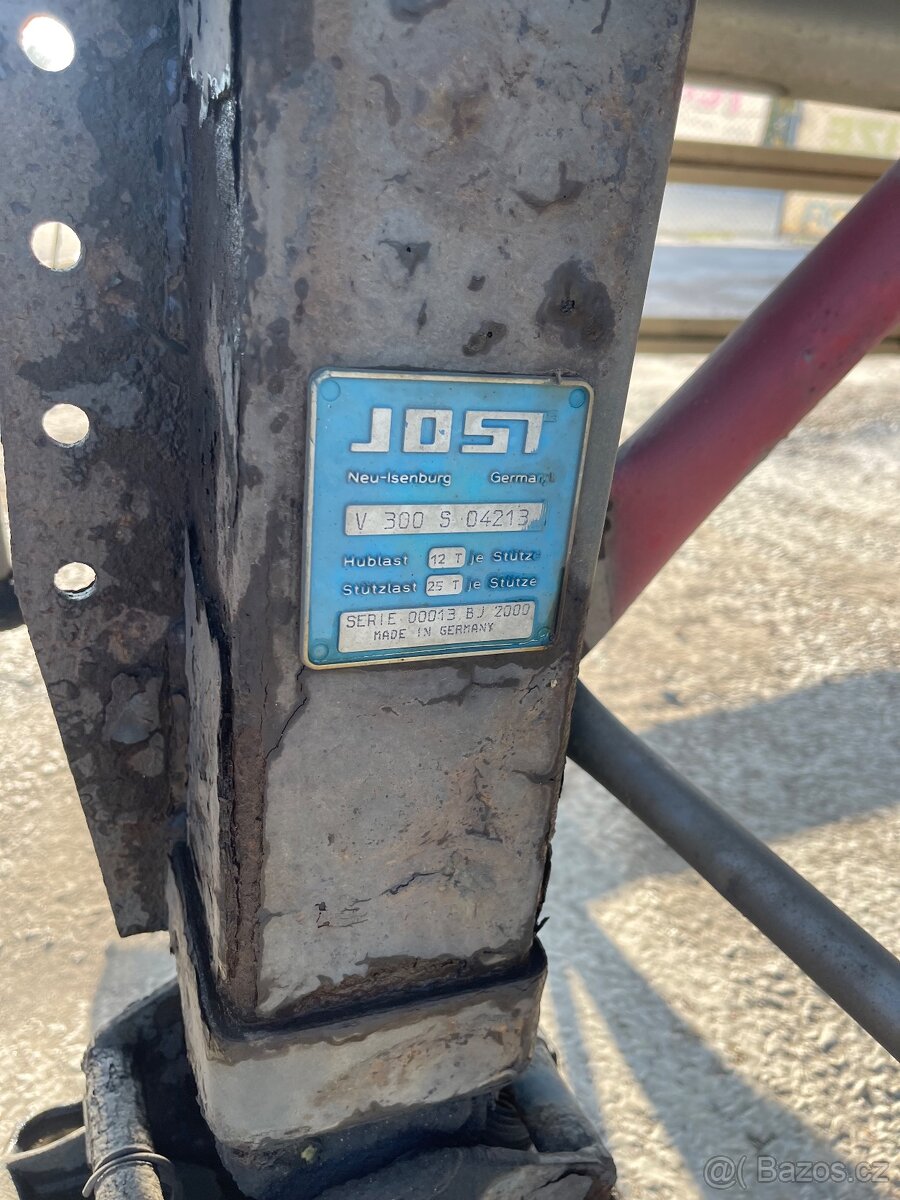 JOST
Neu-Isenburg Germany
V 300 S 04213
Hublast 12 T je Stütze
Stützlast 25 T je Stütze
SERIE 00013 BJ 2000
MADE IN GERMANY
@( Bazos.cz